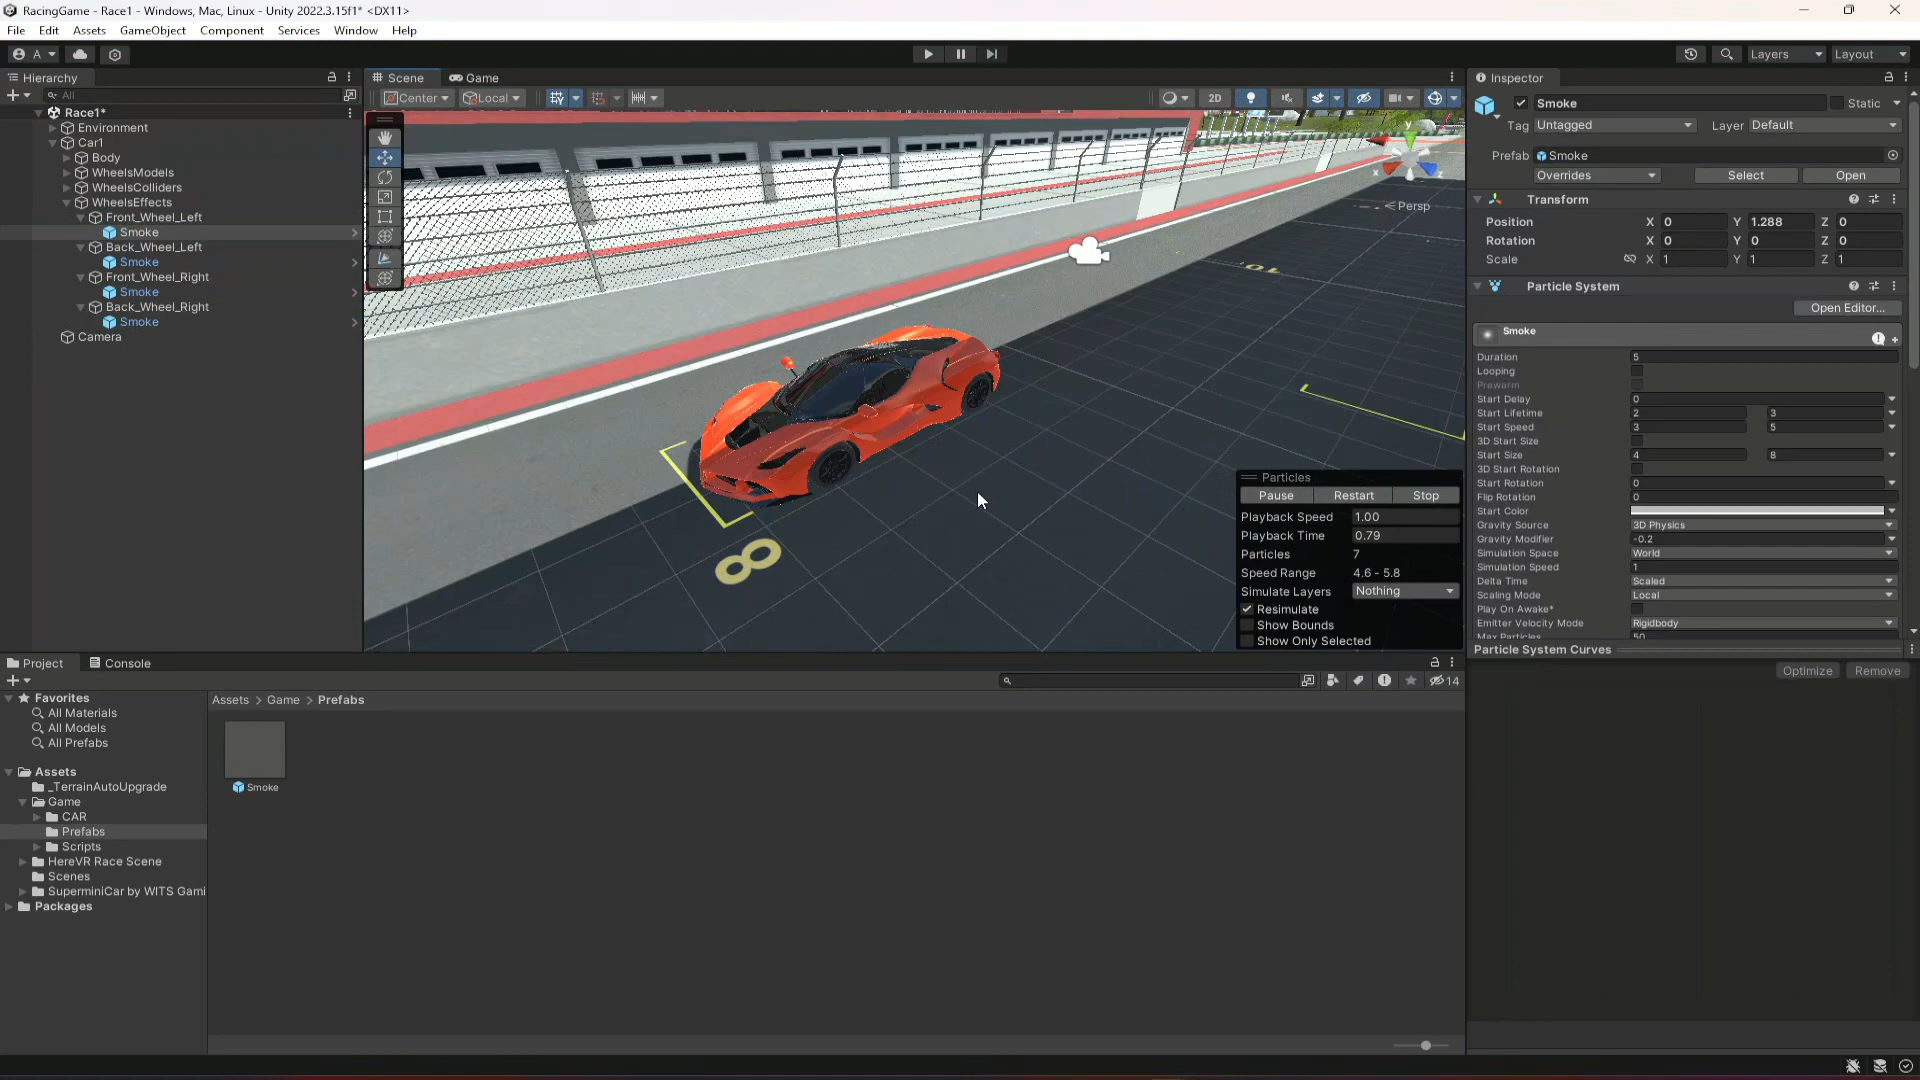 RacingGame - Race1 - Windows, Mac, Linux - Unity 2022.3.15f1* <DX11>
File Edit Assets GameObject Component Services Window Help
A Layers Layout
Hierarchy
All
Race1*
Environment
Car1
Body
WheelsModels
WheelsColliders
WheelsEffects
Front_Wheel_Left
Smoke
Back_Wheel_Left
Smoke
Front_Wheel_Right
Smoke
Back_Wheel_Right
Smoke
Camera
Scene Game
Center Local 2D
y
x
z
Persp
10
8
Particles
Pause Restart Stop
Playback Speed 1.00
Playback Time 0.79
Particles 7
Speed Range 4.6 - 5.8
Simulate Layers Nothing
Resimulate
Show Bounds
Show Only Selected
Inspector
Smoke Static
Tag Untagged Layer Default
Prefab Smoke
Overrides Select Open
Transform
Position X 0 Y 1.288 Z 0
Rotation X 0 Y 0 Z 0
Scale X 1 Y 1 Z 1
Particle System
Open Editor...
Smoke
Duration 5
Looping
Prewarm
Start Delay 0
Start Lifetime 2 3
Start Speed 3 5
3D Start Size
Start Size 4 8
3D Start Rotation
Start Rotation 0
Flip Rotation 0
Start Color
Gravity Source 3D Physics
Gravity Modifier -0.2
Simulation Space World
Simulation Speed 1
Delta Time Scaled
Scaling Mode Local
Play On Awake*
Emitter Velocity Mode Rigidbody
Max Particles 50
Particle System Curves
Optimize Remove
Project Console
14
Favorites
All Materials
All Models
All Prefabs
Assets
_TerrainAutoUpgrade
Game
CAR
Prefabs
Scripts
HereVR Race Scene
Scenes
SuperminiCar by WITS Gami
Packages
Assets > Game > Prefabs
Smoke